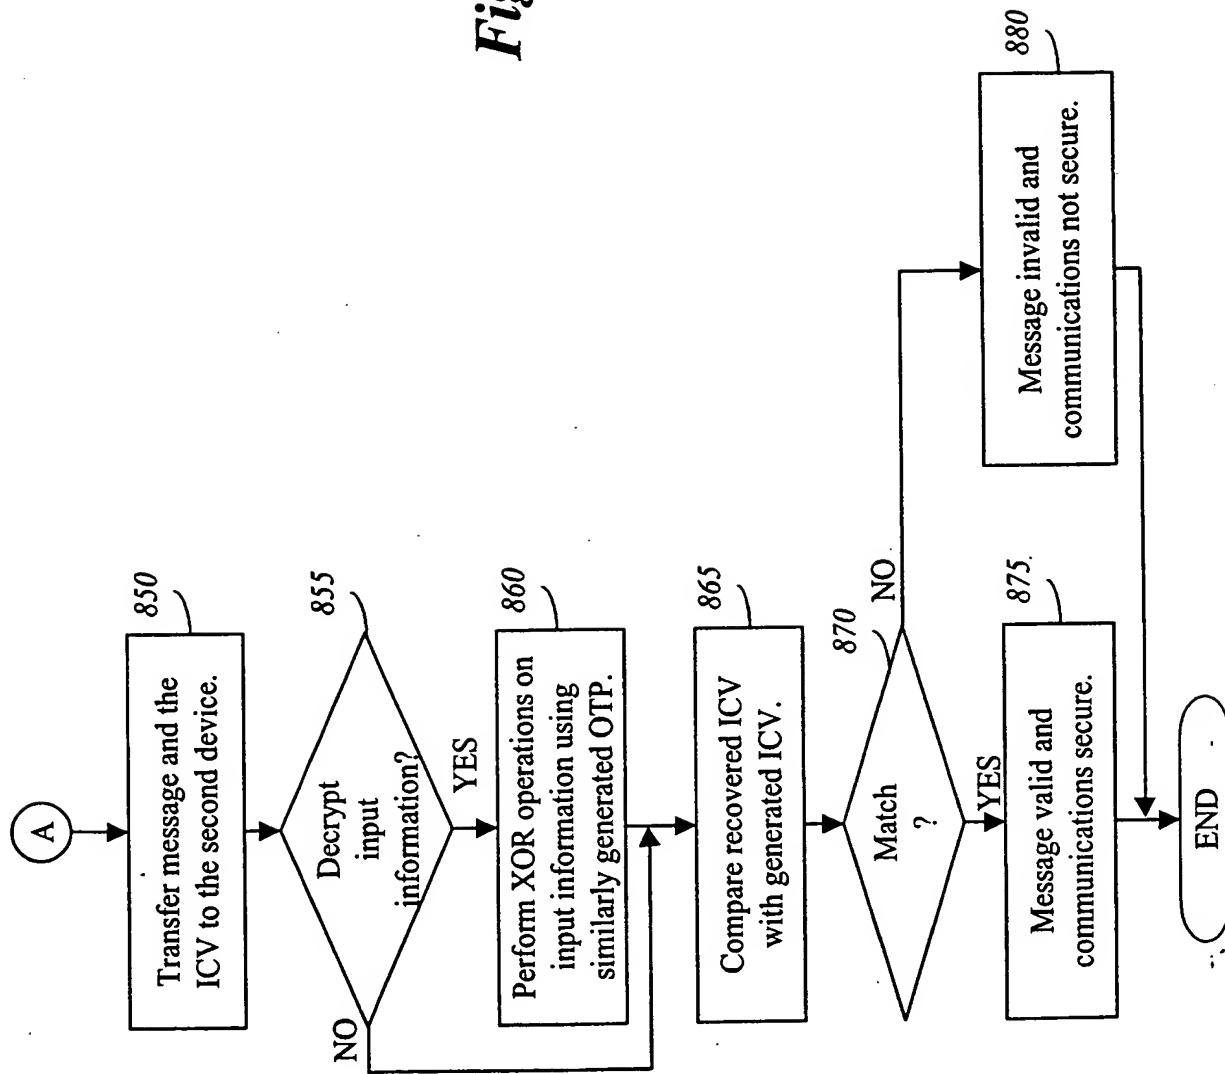 Fig
A
850
Transfer message and the
ICV to the second device.
855
Decrypt
input
information?
NO
YES
860
Perform XOR operations on
input information using
similarly generated OTP.
865
Compare recovered ICV
with generated ICV.
870
Match
?
NO
YES
875.
Message valid and
communications secure.
880
Message invalid and
communications not secure.
END